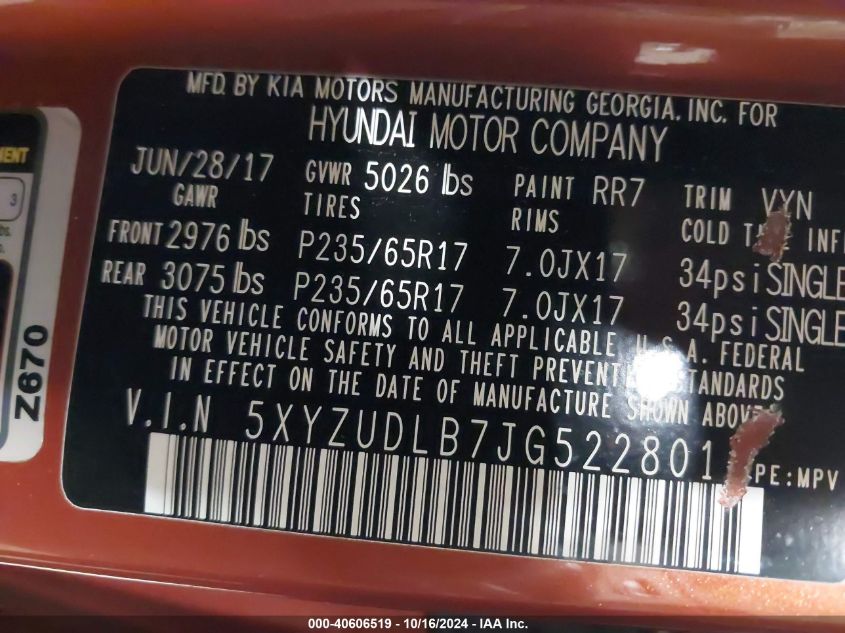 MFD. BY KIA MOTORS MANUFACTURING GEORGIA. INC. FOR
HYUNDAI MOTOR COMPANY
JUN/28/17 GVWR 5026 lbs PAINT RR7 TRIM VYN
GAWR TIRES RIMS COLD INF
FRONT 2976 lbs P235/65R17 7.0JX17 34psi SINGLE
REAR 3075 lbs P235/65R17 7.0JX17 34psi SINGLE
THIS VEHICLE CONFORMS TO ALL APPLICABLE U.S.A. FEDERAL
MOTOR VEHICLE SAFETY AND THEFT PREVENTION STANDARDS
IN EFFECT ON THE DATE OF MANUFACTURE SHOWN ABOVE
V.I.N 5XYZUDLB7JG522801
PE:MPV
MENT
3
Z670
000-40606519 - 10/16/2024 - IAA Inc.